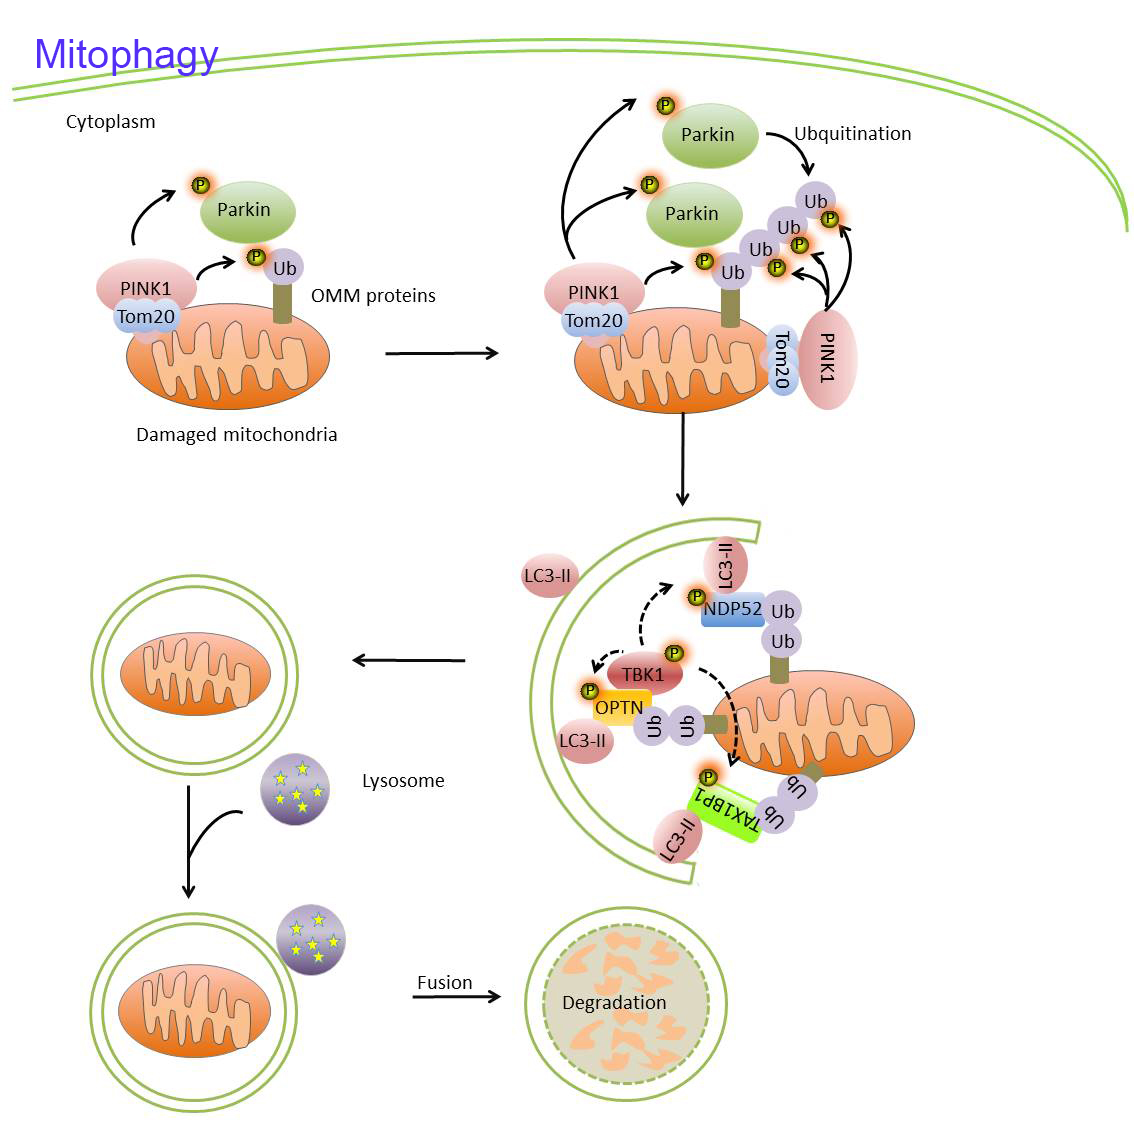 Mitophagy
Cytoplasm
P
Parkin
P
Ub
PINK1
Tom20
OMM proteins
Damaged mitochondria
P
Parkin
Ubquitination
P
Parkin
Ub
P
Ub
P
Ub
P
P
Ub
PINK1
Tom20
Tom20
PINK1
LC3-II
LC3-II
P
NDP52
Ub
Ub
P
TBK1
P
OPTN
Ub
Ub
LC3-II
P
TAX1BP1
Ub
Ub
LC3-II
Lysosome
Fusion
Degradation